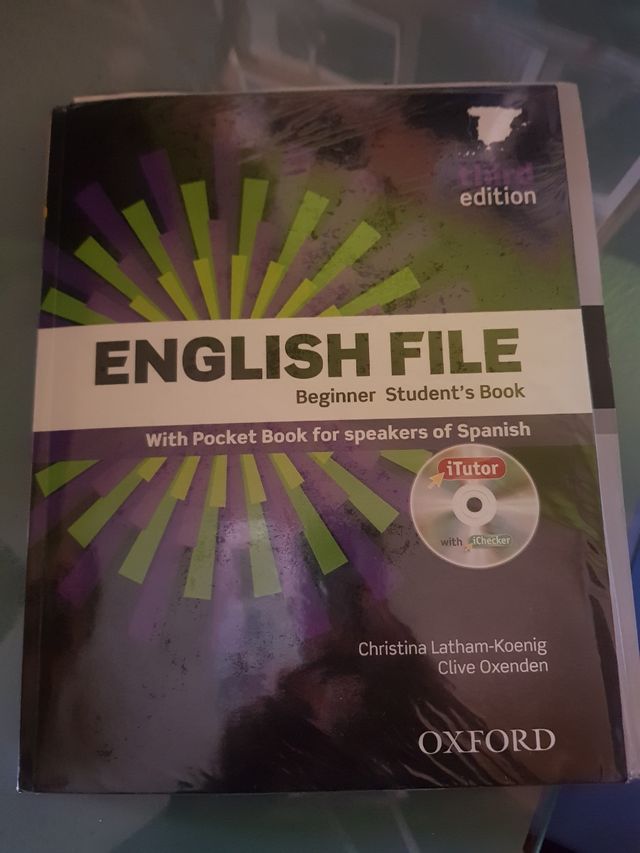 third
edition
ENGLISH FILE
Beginner Student's Book
With Pocket Book for speakers of Spanish
iTutor
with iChecker
Christina Latham-Koenig
Clive Oxenden
OXFORD